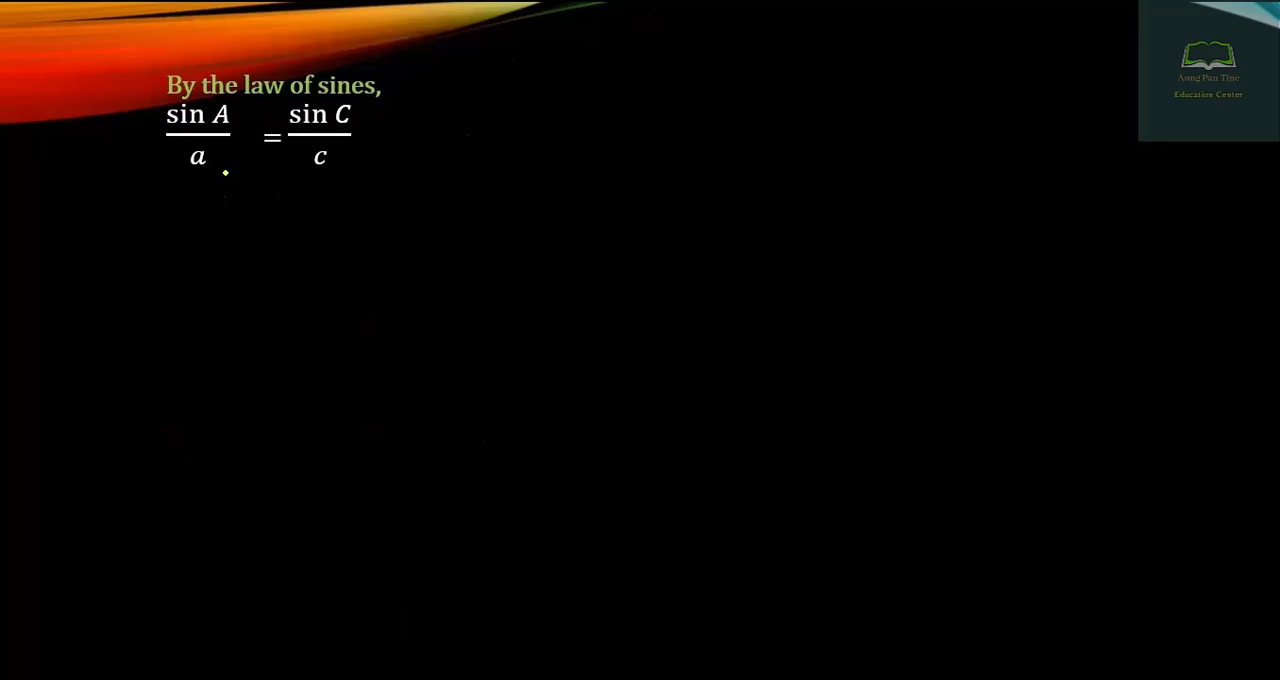 By the law of sines,
sin A / a = sin C / c
Aung Pan Tine
Education Center